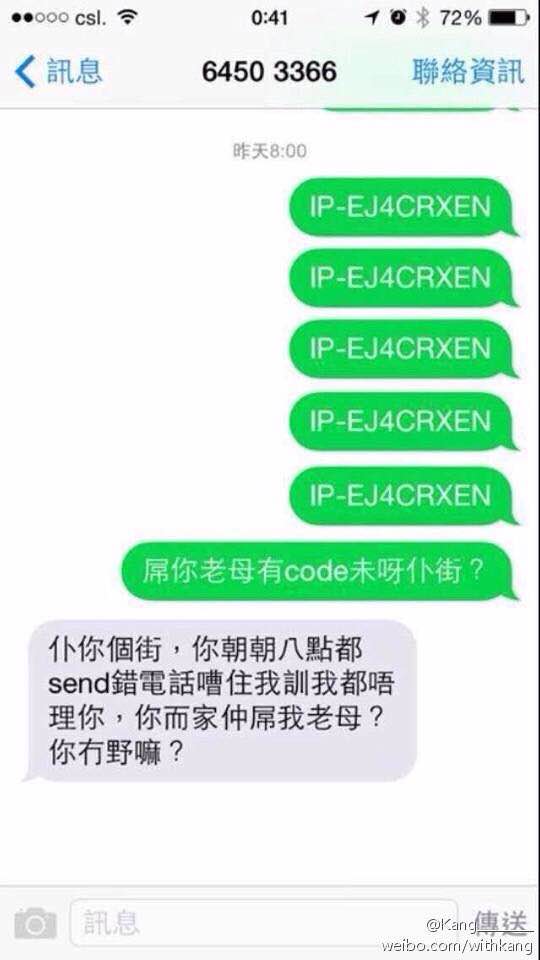 csl. 0:41 72%
訊息 6450 3366 聯絡資訊
昨天8:00
IP-EJ4CRXEN
IP-EJ4CRXEN
IP-EJ4CRXEN
IP-EJ4CRXEN
IP-EJ4CRXEN
屌你老母有code未呀仆街？
仆你個街，你朝朝八點都
send錯電話嘈住我訓我都唔
理你，你而家仲屌我老母？
你冇野嘛？
訊息 傳送
@Kang
weibo.com/withkang